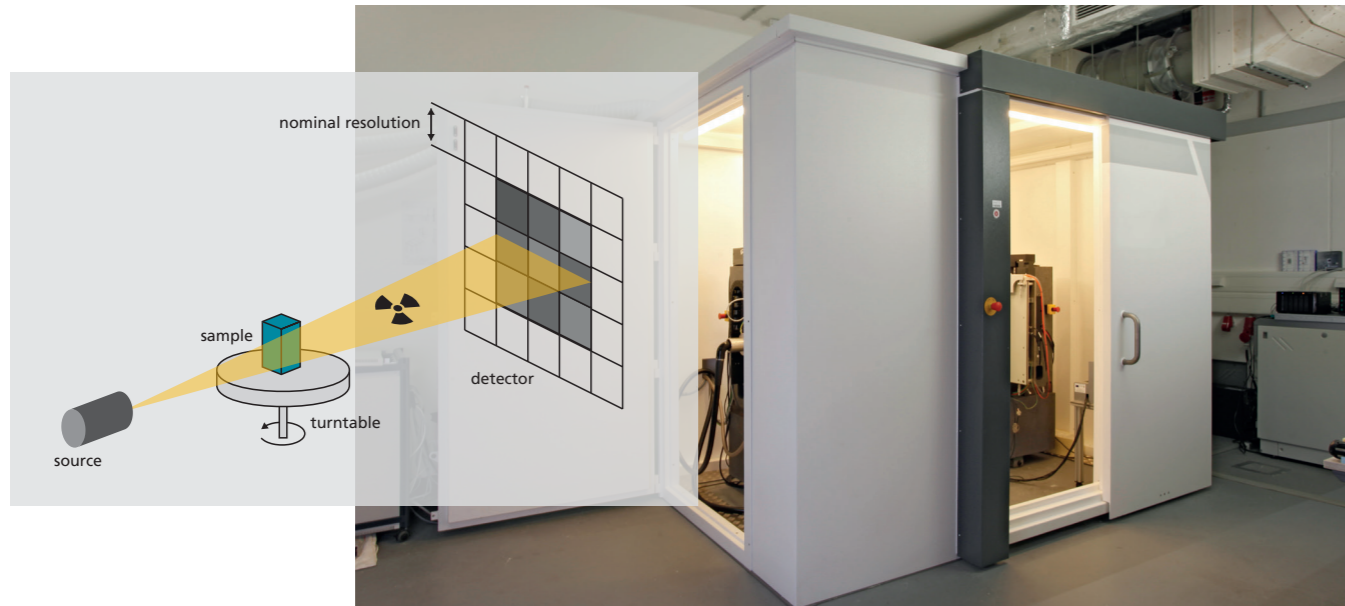 nominal resolution
sample
detector
turntable
source